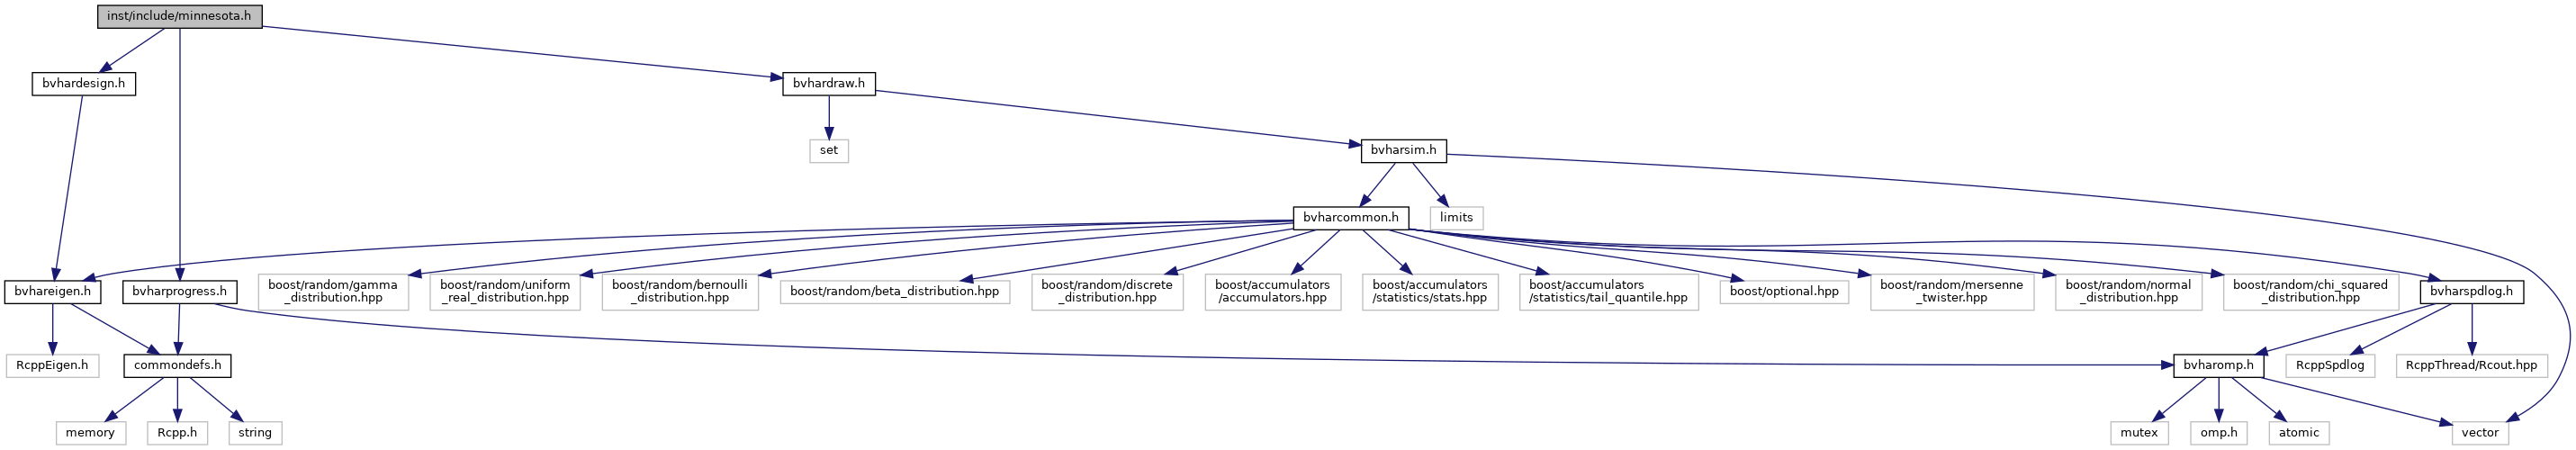 inst/include/minnesota.h
bvhardesign.h
bvhardraw.h
set
bvharsim.h
bvharcommon.h
limits
bvhareigen.h
bvharprogress.h
boost/random/gamma
_distribution.hpp
boost/random/uniform
_real_distribution.hpp
boost/random/bernoulli
_distribution.hpp
boost/random/beta_distribution.hpp
boost/random/discrete
_distribution.hpp
boost/accumulators
/accumulators.hpp
boost/accumulators
/statistics/stats.hpp
boost/accumulators
/statistics/tail_quantile.hpp
boost/optional.hpp
boost/random/mersenne
_twister.hpp
boost/random/normal
_distribution.hpp
boost/random/chi_squared
_distribution.hpp
bvharspdlog.h
RcppEigen.h
commondefs.h
bvharomp.h
RcppSpdlog
RcppThread/Rcout.hpp
memory
Rcpp.h
string
mutex
omp.h
atomic
vector